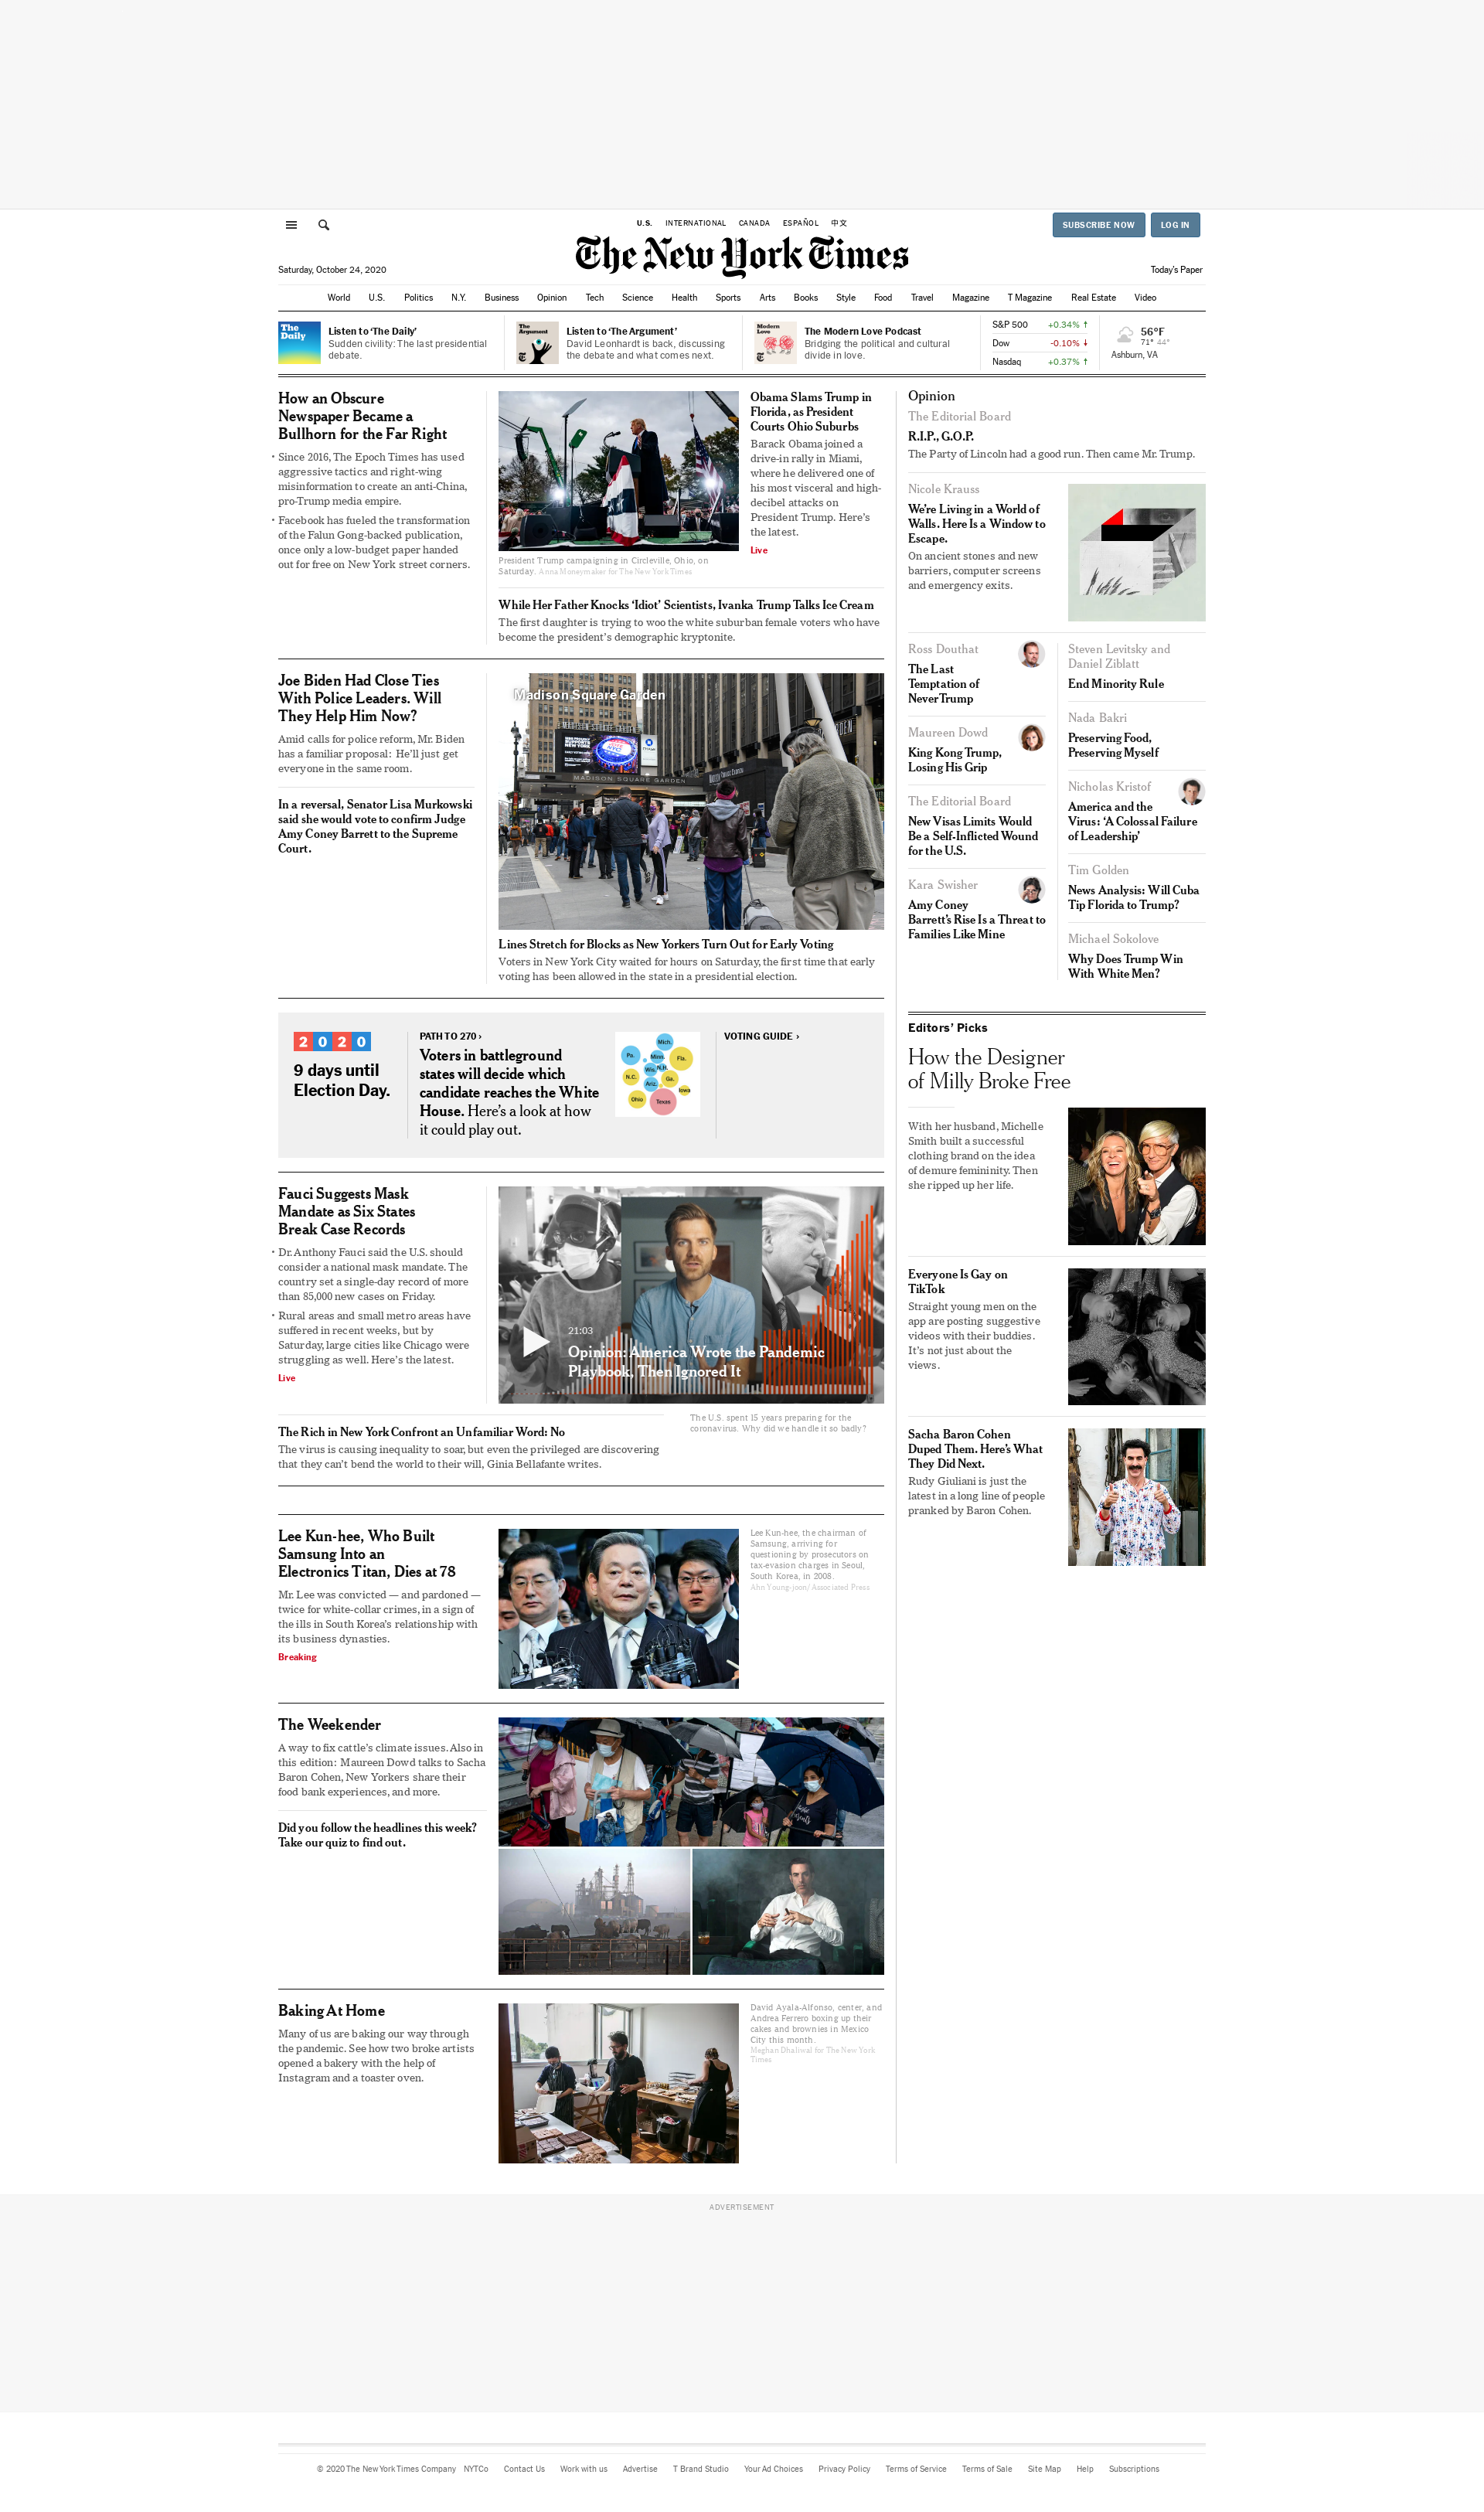 U.S. INTERNATIONAL CANADA ESPAÑOL 中文
SUBSCRIBE NOW LOG IN
The New York Times
Saturday, October 24, 2020
Today's Paper
World U.S. Politics N.Y. Business Opinion Tech Science Health Sports Arts Books Style Food Travel Magazine T Magazine Real Estate Video
The
Daily
Listen to ‘The Daily’
Sudden civility: The last presidential
debate.
The
Argument
Listen to ‘The Argument’
David Leonhardt is back, discussing
the debate and what comes next.
Modern
Love
The Modern Love Podcast
Bridging the political and cultural
divide in love.
S&P 500 +0.34% ↑
Dow -0.10% ↓
Nasdaq +0.37% ↑
56°F
71° 44°
Ashburn, VA
How an Obscure
Newspaper Became a
Bullhorn for the Far Right
• Since 2016, The Epoch Times has used
aggressive tactics and right-wing
misinformation to create an anti-China,
pro-Trump media empire.
• Facebook has fueled the transformation
of the Falun Gong-backed publication,
once only a low-budget paper handed
out for free on New York street corners.
President Trump campaigning in Circleville, Ohio, on
Saturday. Anna Moneymaker for The New York Times
Obama Slams Trump in
Florida, as President
Courts Ohio Suburbs
Barack Obama joined a
drive-in rally in Miami,
where he delivered one of
his most visceral and high-
decibel attacks on
President Trump. Here’s
the latest.
Live
While Her Father Knocks ‘Idiot’ Scientists, Ivanka Trump Talks Ice Cream
The first daughter is trying to woo the white suburban female voters who have
become the president’s demographic kryptonite.
Joe Biden Had Close Ties
With Police Leaders. Will
They Help Him Now?
Amid calls for police reform, Mr. Biden
has a familiar proposal: He’ll just get
everyone in the same room.
In a reversal, Senator Lisa Murkowski
said she would vote to confirm Judge
Amy Coney Barrett to the Supreme
Court.
Madison Square Garden
MADISON SQUARE GARDEN
Lines Stretch for Blocks as New Yorkers Turn Out for Early Voting
Voters in New York City waited for hours on Saturday, the first time that early
voting has been allowed in the state in a presidential election.
2020
9 days until
Election Day.
PATH TO 270 ›
Voters in battleground
states will decide which
candidate reaches the White
House. Here’s a look at how
it could play out.
Mich.
Pa.
Minn.
Fla.
Wis.
N.H.
N.C.
Ga.
Ariz.
Iowa
Ohio
Texas
VOTING GUIDE ›
Fauci Suggests Mask
Mandate as Six States
Break Case Records
• Dr. Anthony Fauci said the U.S. should
consider a national mask mandate. The
country set a single-day record of more
than 85,000 new cases on Friday.
• Rural areas and small metro areas have
suffered in recent weeks, but by
Saturday, large cities like Chicago were
struggling as well. Here’s the latest.
Live
21:03
Opinion: America Wrote the Pandemic
Playbook, Then Ignored It
The U.S. spent 15 years preparing for the
coronavirus. Why did we handle it so badly?
The Rich in New York Confront an Unfamiliar Word: No
The virus is causing inequality to soar, but even the privileged are discovering
that they can’t bend the world to their will, Ginia Bellafante writes.
Lee Kun-hee, Who Built
Samsung Into an
Electronics Titan, Dies at 78
Mr. Lee was convicted — and pardoned —
twice for white-collar crimes, in a sign of
the ills in South Korea’s relationship with
its business dynasties.
Breaking
Lee Kun-hee, the chairman of
Samsung, arriving for
questioning by prosecutors on
tax-evasion charges in Seoul,
South Korea, in 2008.
Ahn Young-joon/Associated Press
The Weekender
A way to fix cattle’s climate issues. Also in
this edition: Maureen Dowd talks to Sacha
Baron Cohen, New Yorkers share their
food bank experiences, and more.
Did you follow the headlines this week?
Take our quiz to find out.
Baking At Home
Many of us are baking our way through
the pandemic. See how two broke artists
opened a bakery with the help of
Instagram and a toaster oven.
David Ayala-Alfonso, center, and
Andrea Ferrero boxing up their
cakes and brownies in Mexico
City this month.
Meghan Dhaliwal for The New York
Times
Opinion
The Editorial Board
R.I.P., G.O.P.
The Party of Lincoln had a good run. Then came Mr. Trump.
Nicole Krauss
We’re Living in a World of
Walls. Here Is a Window to
Escape.
On ancient stones and new
barriers, computer screens
and emergency exits.
Ross Douthat
The Last
Temptation of
NeverTrump
Maureen Dowd
King Kong Trump,
Losing His Grip
The Editorial Board
New Visas Limits Would
Be a Self-Inflicted Wound
for the U.S.
Kara Swisher
Amy Coney
Barrett’s Rise Is a Threat to
Families Like Mine
Steven Levitsky and
Daniel Ziblatt
End Minority Rule
Nada Bakri
Preserving Food,
Preserving Myself
Nicholas Kristof
America and the
Virus: ‘A Colossal Failure
of Leadership’
Tim Golden
News Analysis: Will Cuba
Tip Florida to Trump?
Michael Sokolove
Why Does Trump Win
With White Men?
Editors’ Picks
How the Designer
of Milly Broke Free
With her husband, Michelle
Smith built a successful
clothing brand on the idea
of demure femininity. Then
she ripped up her life.
Everyone Is Gay on
TikTok
Straight young men on the
app are posting suggestive
videos with their buddies.
It’s not just about the
views.
Sacha Baron Cohen
Duped Them. Here’s What
They Did Next.
Rudy Giuliani is just the
latest in a long line of people
pranked by Baron Cohen.
ADVERTISEMENT
© 2020 The New York Times Company NYTCo Contact Us Work with us Advertise T Brand Studio Your Ad Choices Privacy Policy Terms of Service Terms of Sale Site Map Help Subscriptions